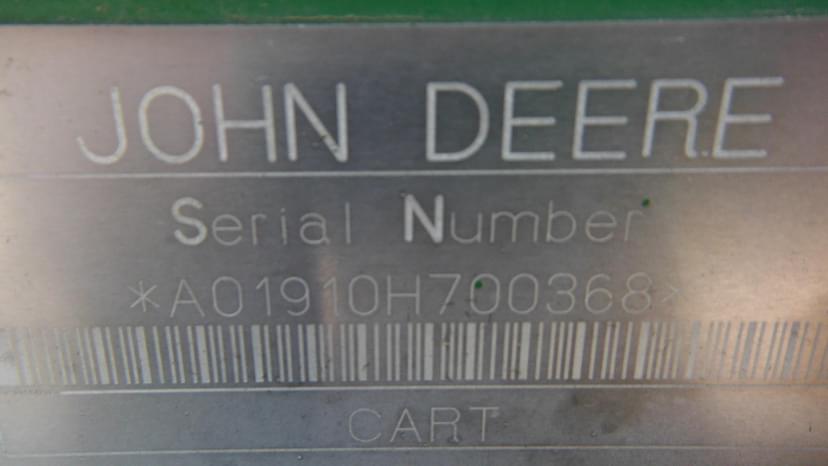 JOHN DEERE
Serial Number
*A01910H700368*
CART